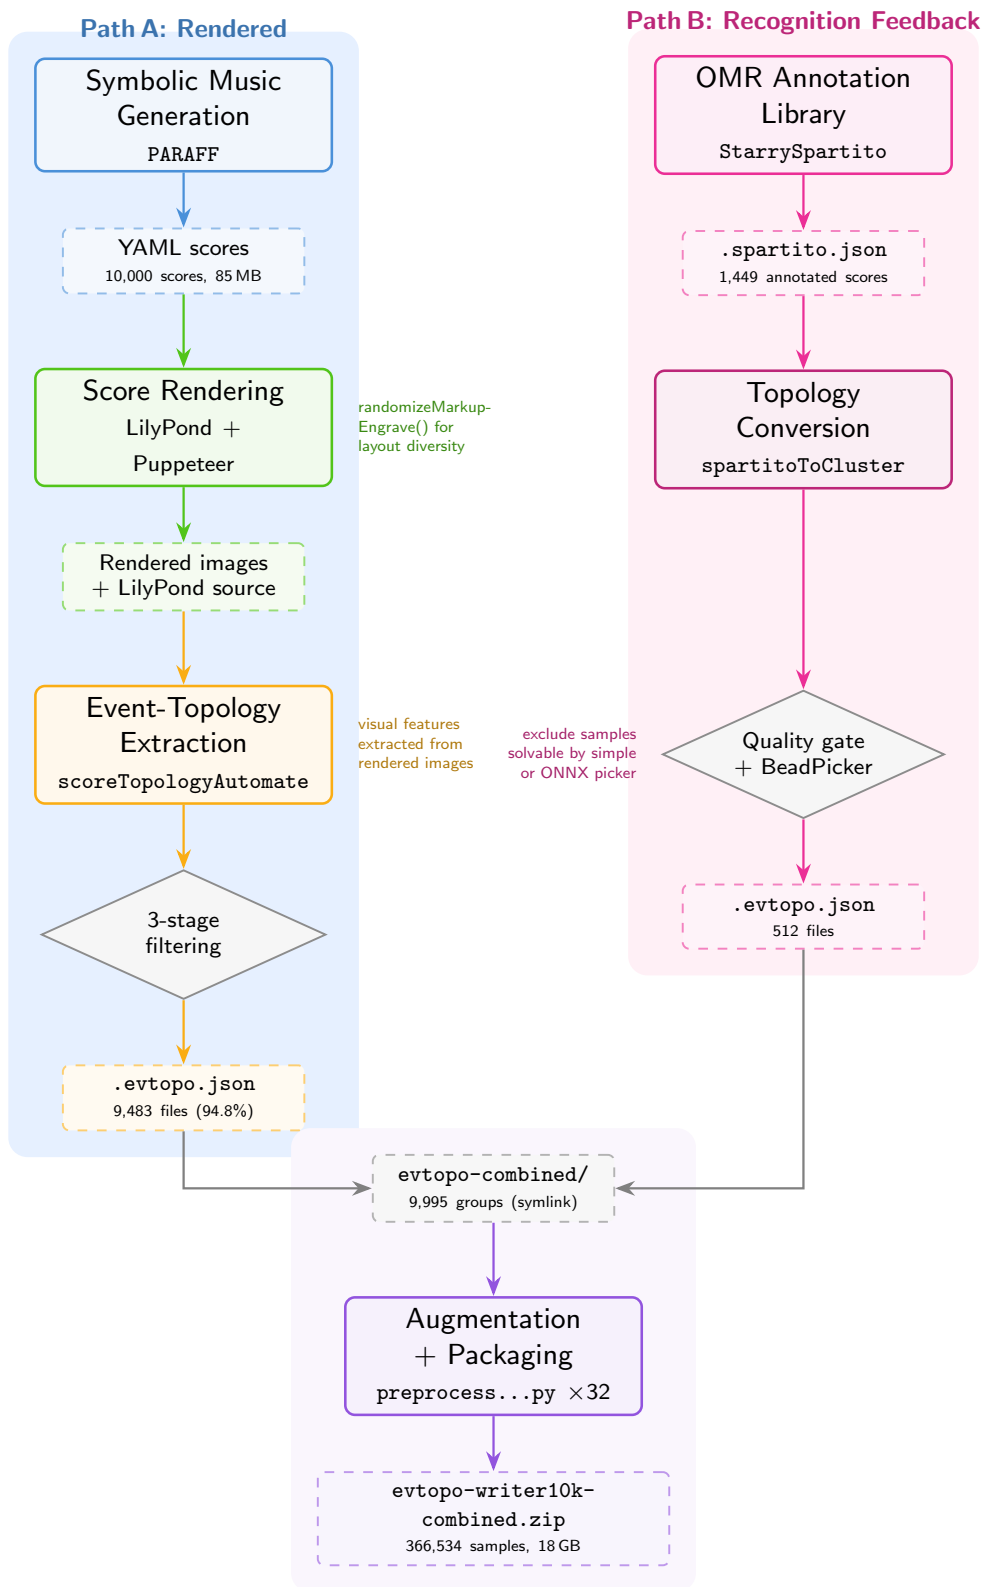 Path A: Rendered
Symbolic Music
Generation
PARAFF
YAML scores
10,000 scores, 85 MB
Score Rendering
LilyPond +
Puppeteer
randomizeMarkup-
Engrave() for
layout diversity
Rendered images
+ LilyPond source
Event-Topology
Extraction
scoreTopologyAutomate
visual features
extracted from
rendered images
3-stage
filtering
.evtopo.json
9,483 files (94.8%)
Path B: Recognition Feedback
OMR Annotation
Library
StarrySpartito
.spartito.json
1,449 annotated scores
Topology
Conversion
spartitoToCluster
exclude samples
solvable by simple
or ONNX picker
Quality gate
+ BeadPicker
.evtopo.json
512 files
evtopo-combined/
9,995 groups (symlink)
Augmentation
+ Packaging
preprocess...py ×32
evtopo-writer10k-
combined.zip
366,534 samples, 18 GB